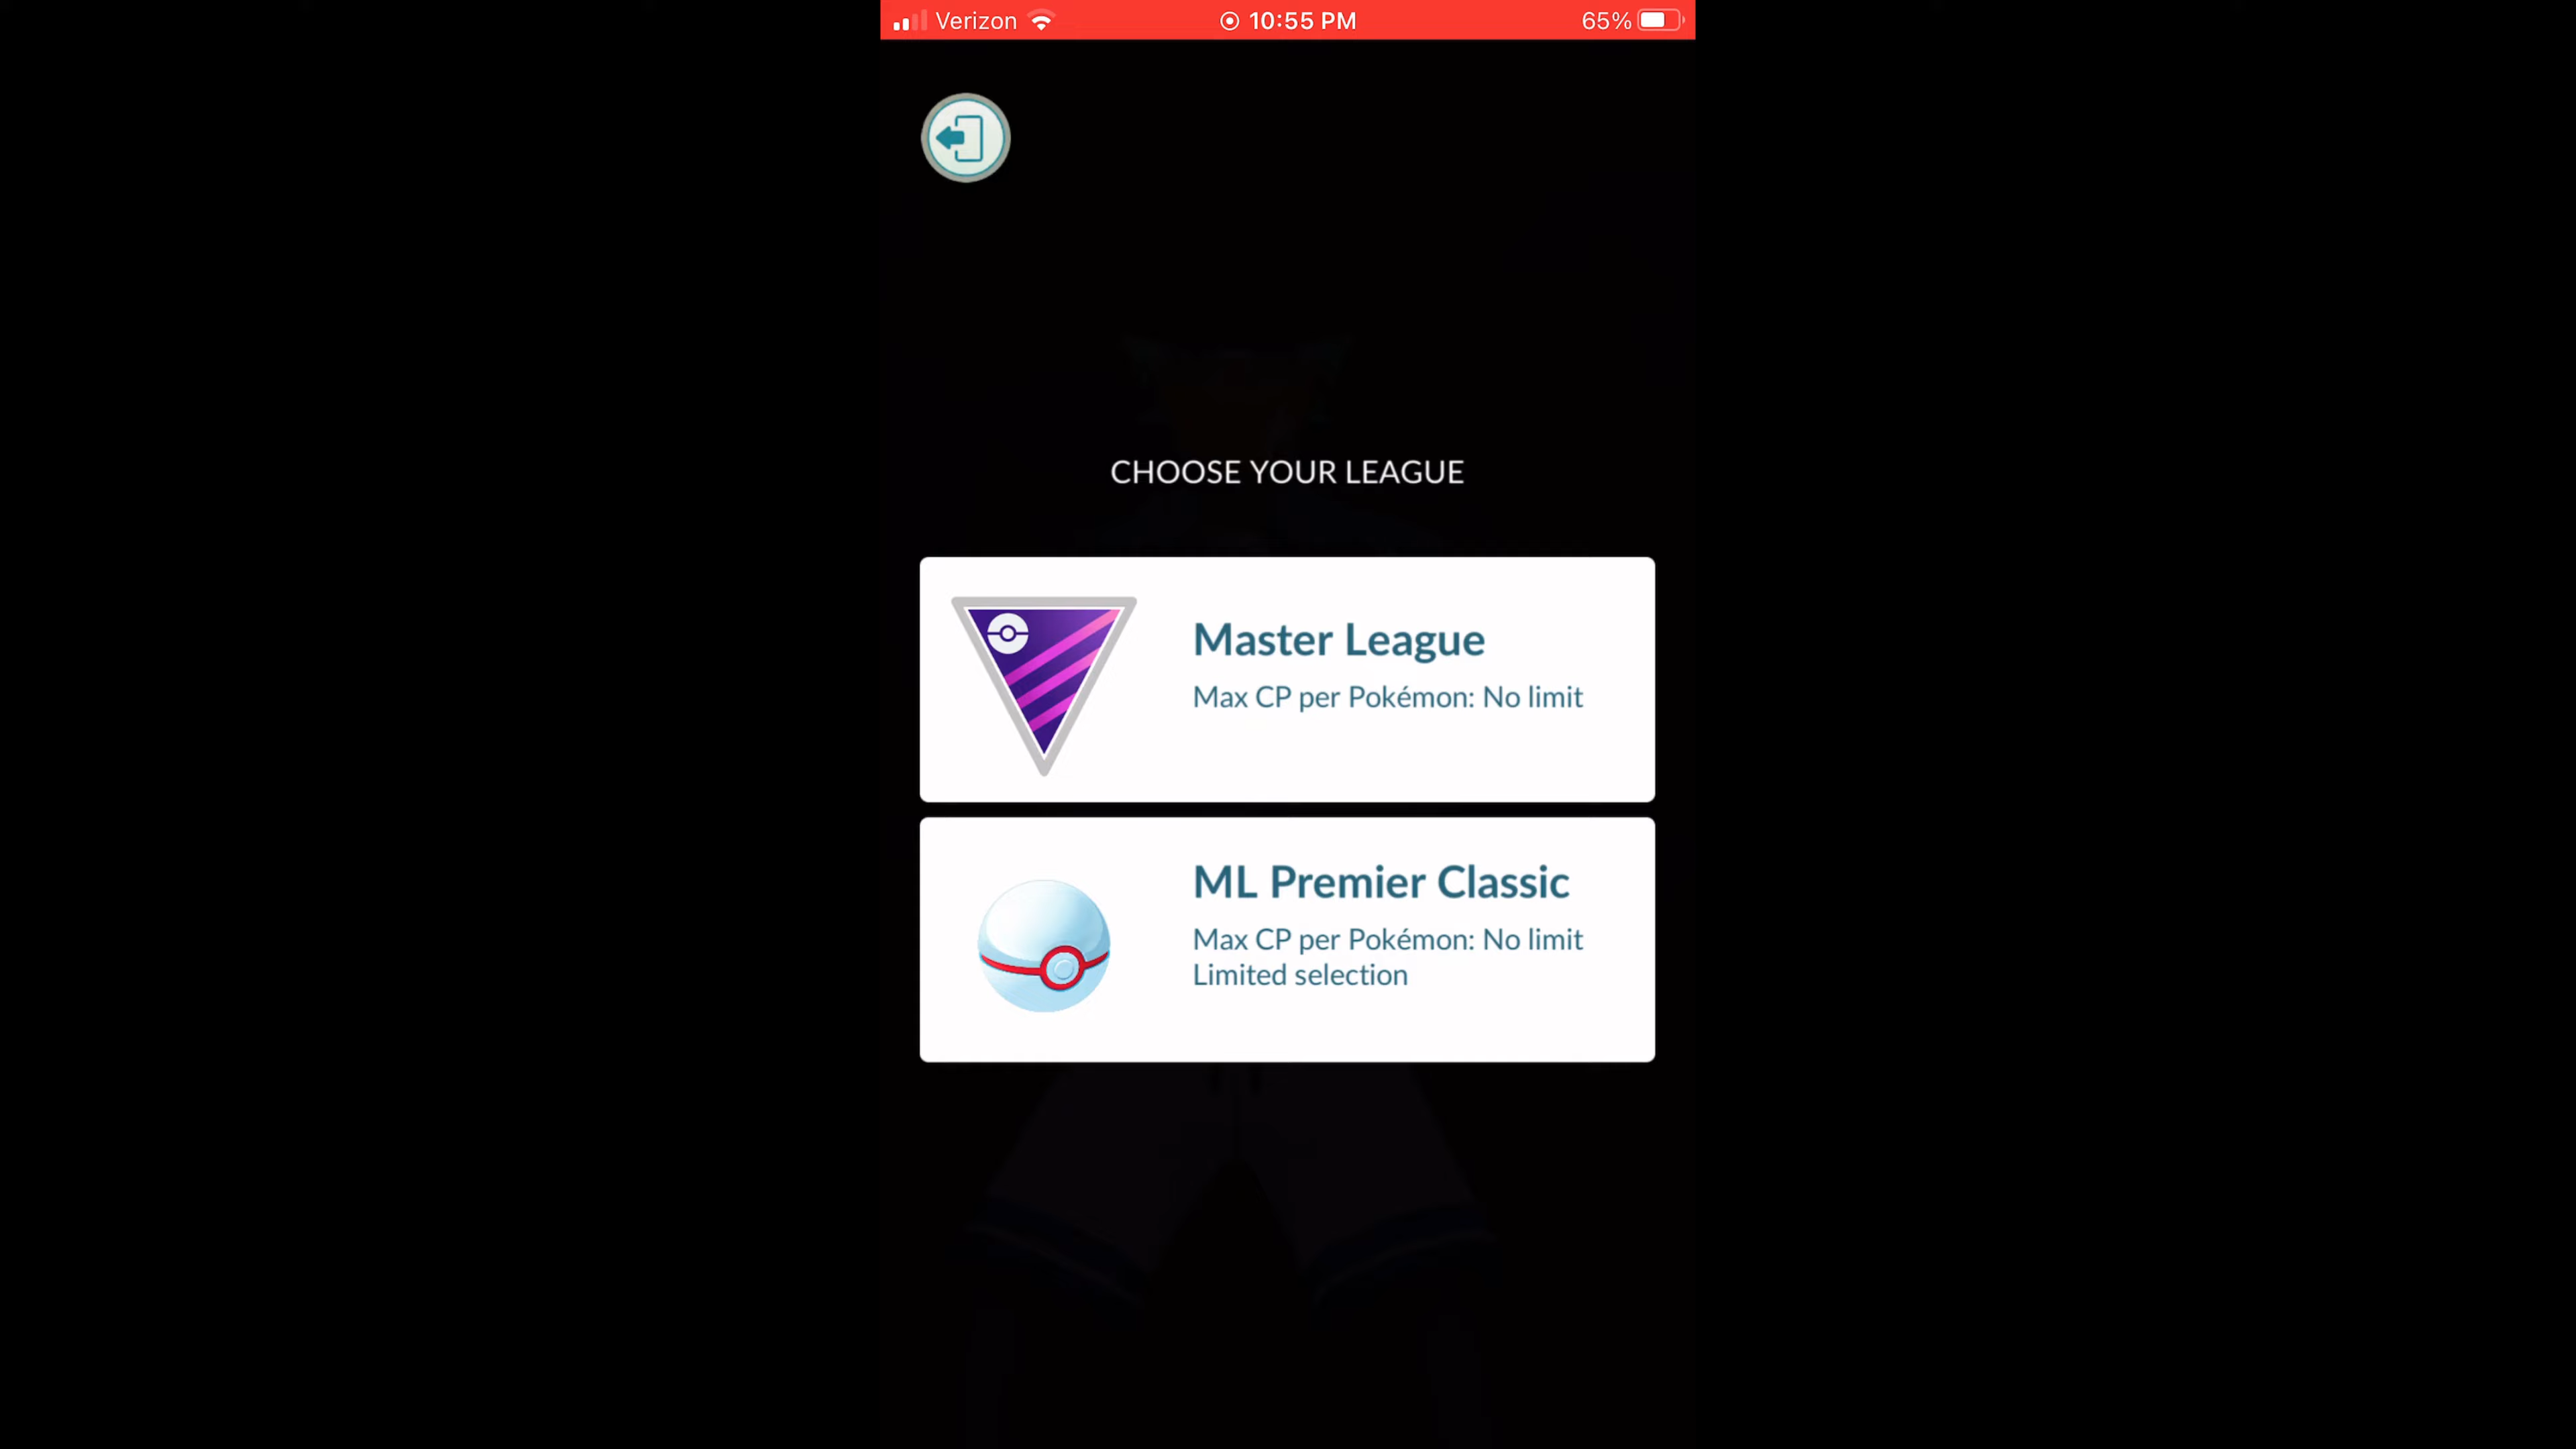 Verizon 10:55 PM 65%
CHOOSE YOUR LEAGUE
Master League
Max CP per Pokémon: No limit
ML Premier Classic
Max CP per Pokémon: No limit
Limited selection